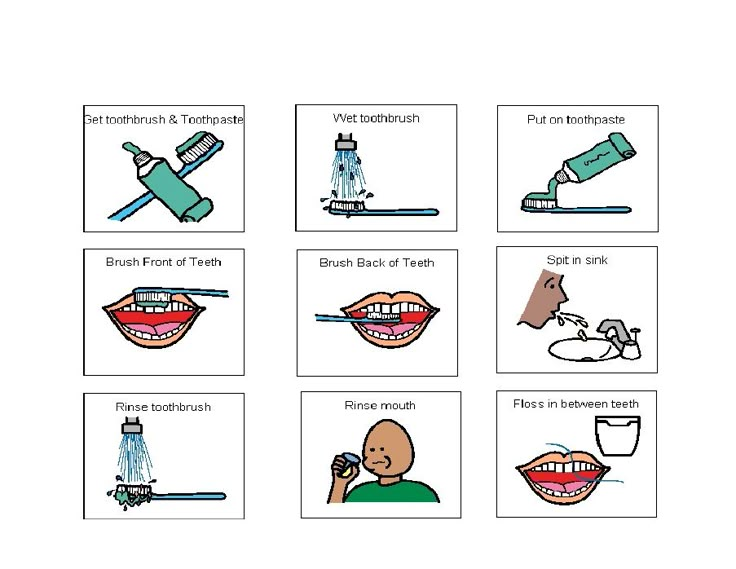 Get toothbrush & Toothpaste
Wet toothbrush
Put on toothpaste
Brush Front of Teeth
Brush Back of Teeth
Spit in sink
Rinse toothbrush
Rinse mouth
Floss in between teeth